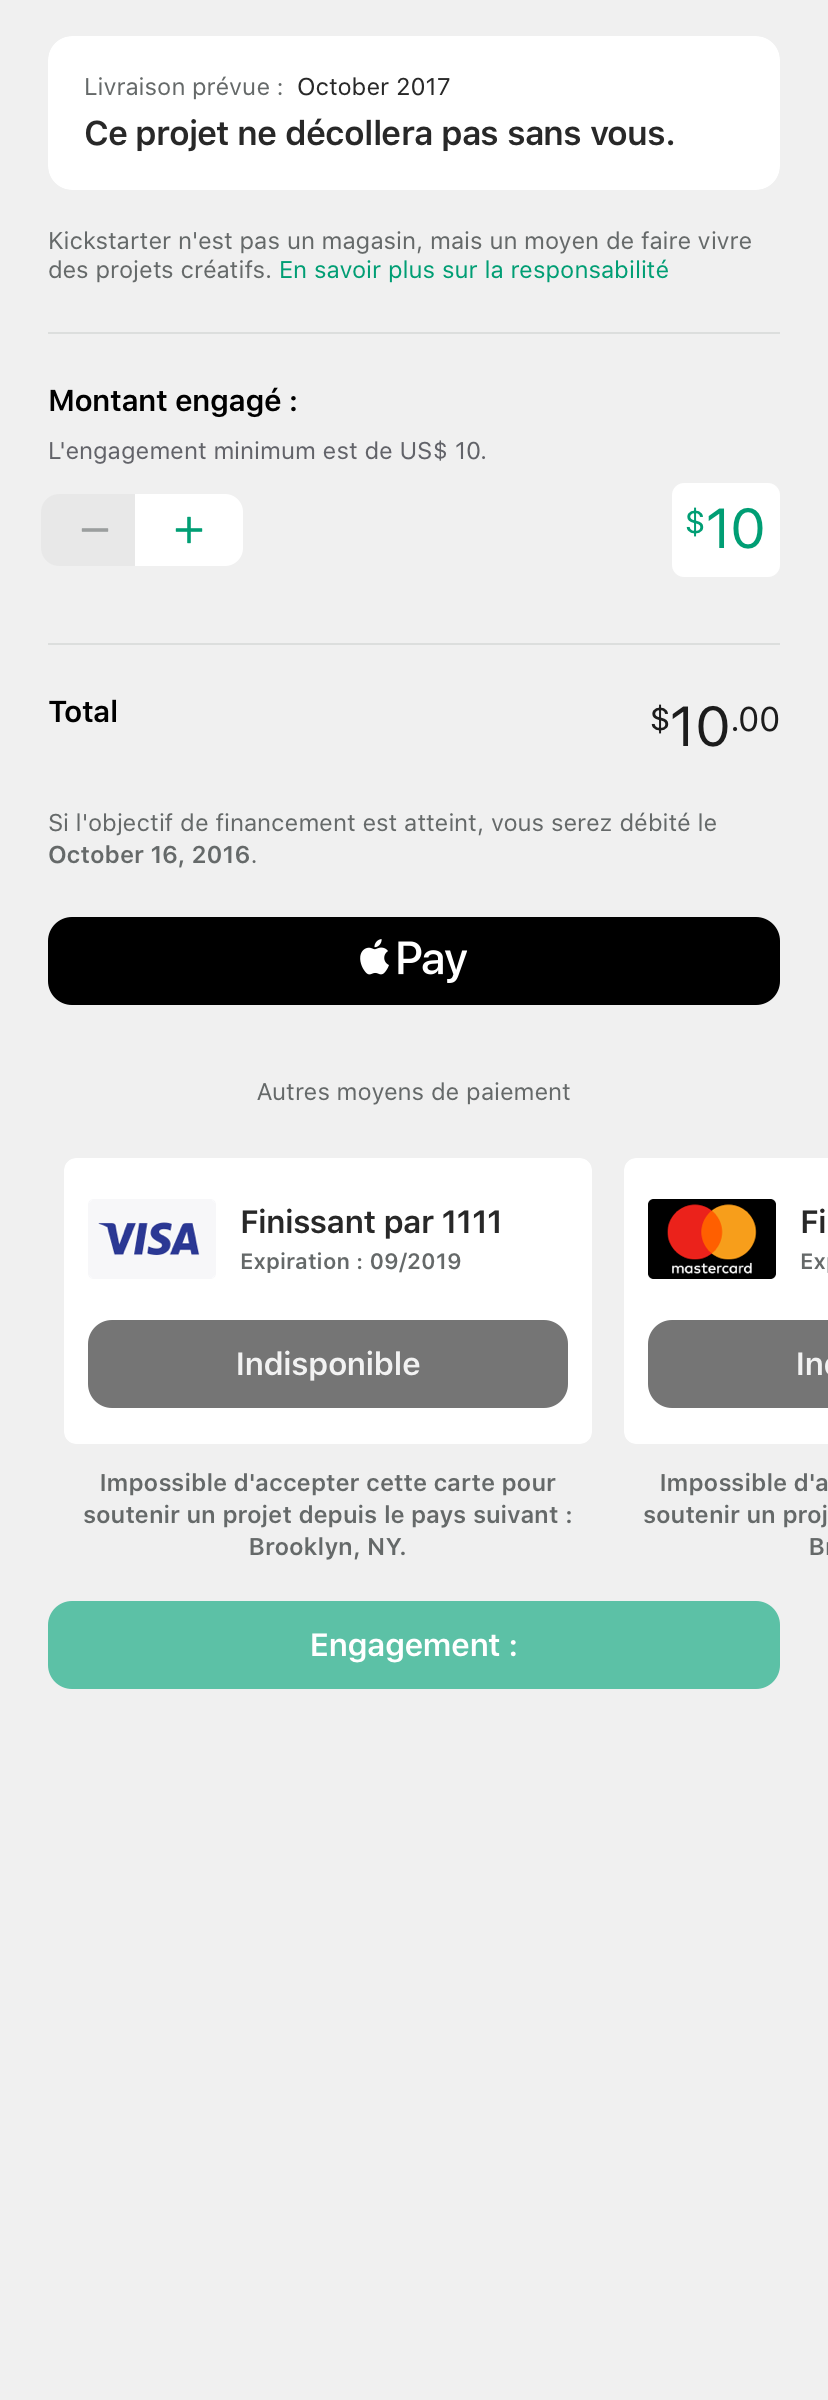 Livraison prévue : October 2017
Ce projet ne décollera pas sans vous.
Kickstarter n'est pas un magasin, mais un moyen de faire vivre
des projets créatifs. En savoir plus sur la responsabilité
Montant engagé :
L'engagement minimum est de US$ 10.
− +
$10
Total
$10.00
Si l'objectif de financement est atteint, vous serez débité le
October 16, 2016.
Pay
Autres moyens de paiement
VISA
Finissant par 1111
Expiration : 09/2019
Indisponible
Impossible d'accepter cette carte pour
soutenir un projet depuis le pays suivant :
Brooklyn, NY.
mastercard
Fi
Ex
In
Impossible d'a
soutenir un proj
B
Engagement :